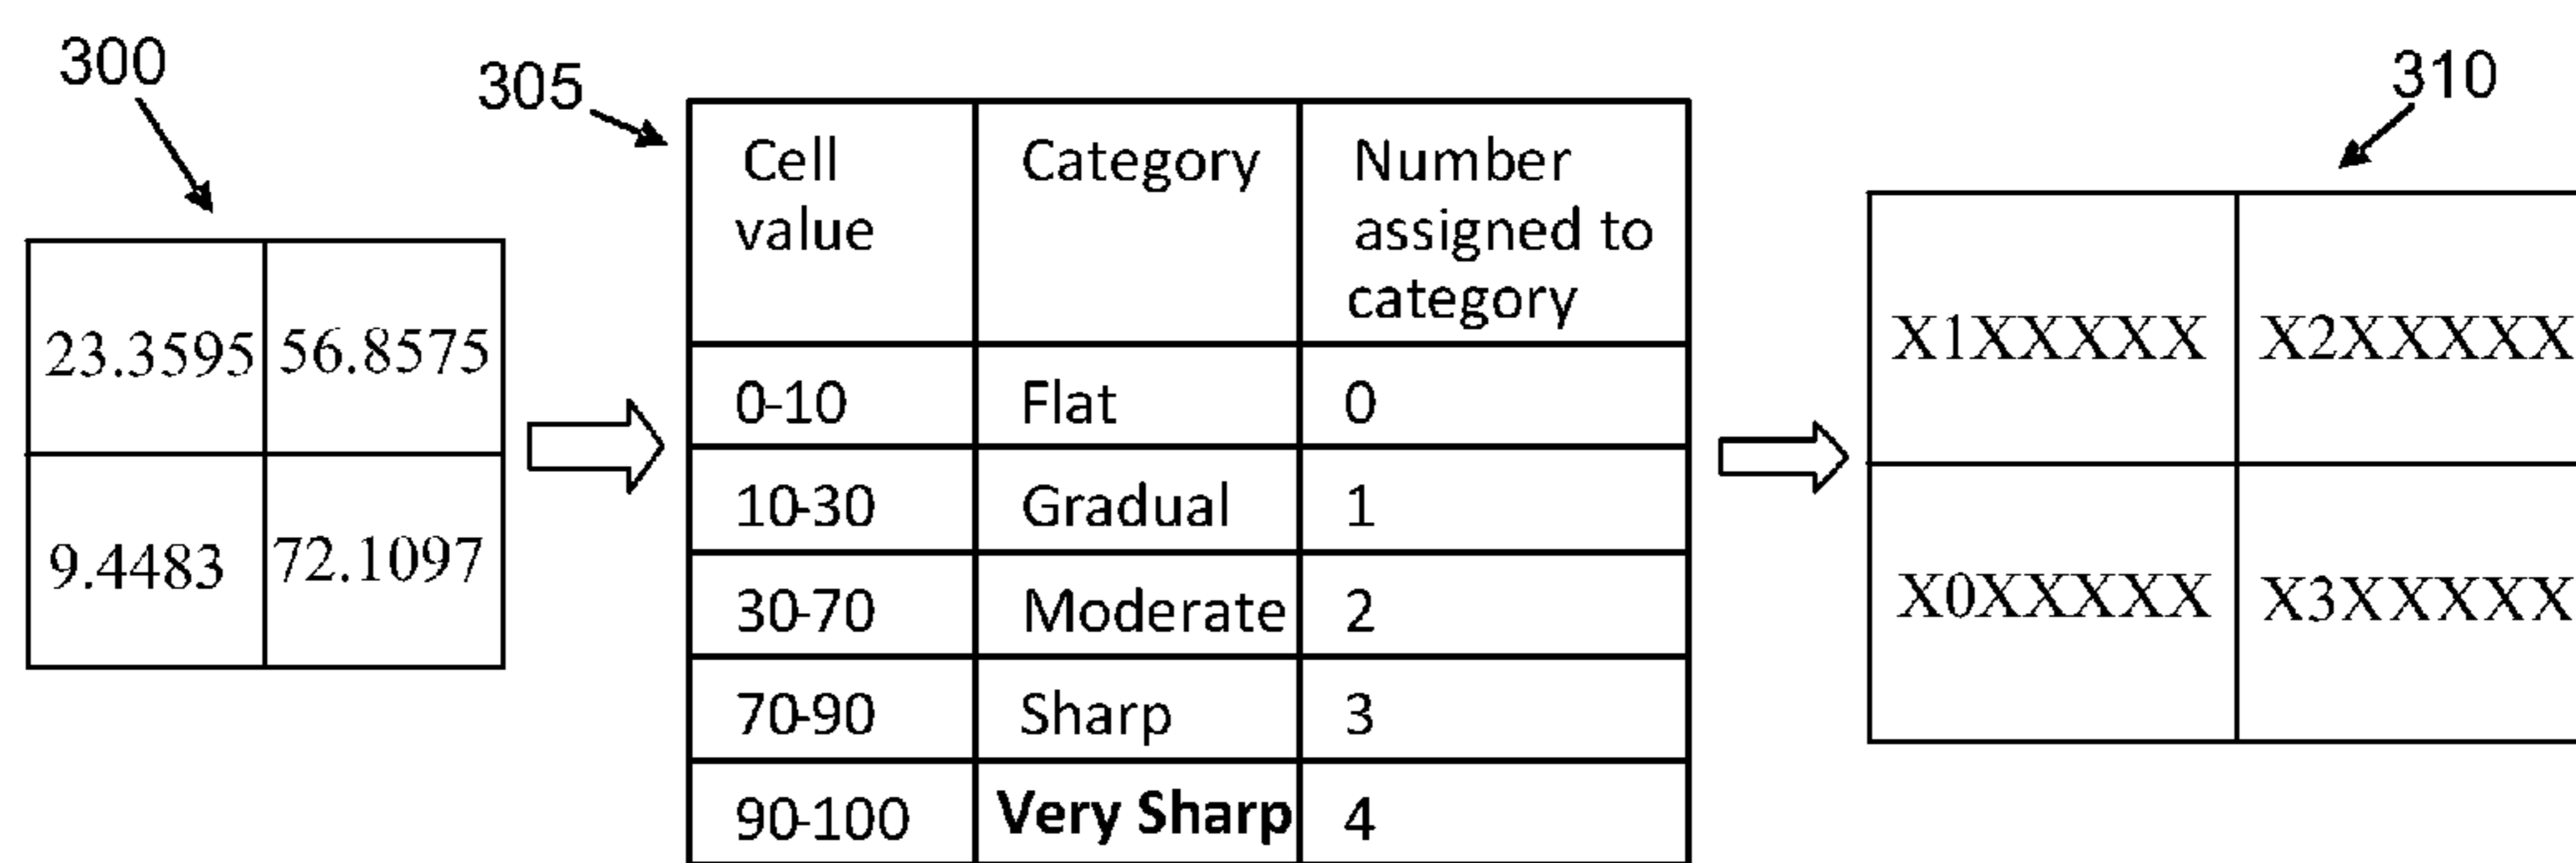 300
305
310
23.3595 56.8575
9.4483 72.1097
Cell value Category Number assigned to category
0-10 Flat 0
10-30 Gradual 1
30-70 Moderate 2
70-90 Sharp 3
90-100 Very Sharp 4
X1XXXXX X2XXXXX
X0XXXXX X3XXXXX